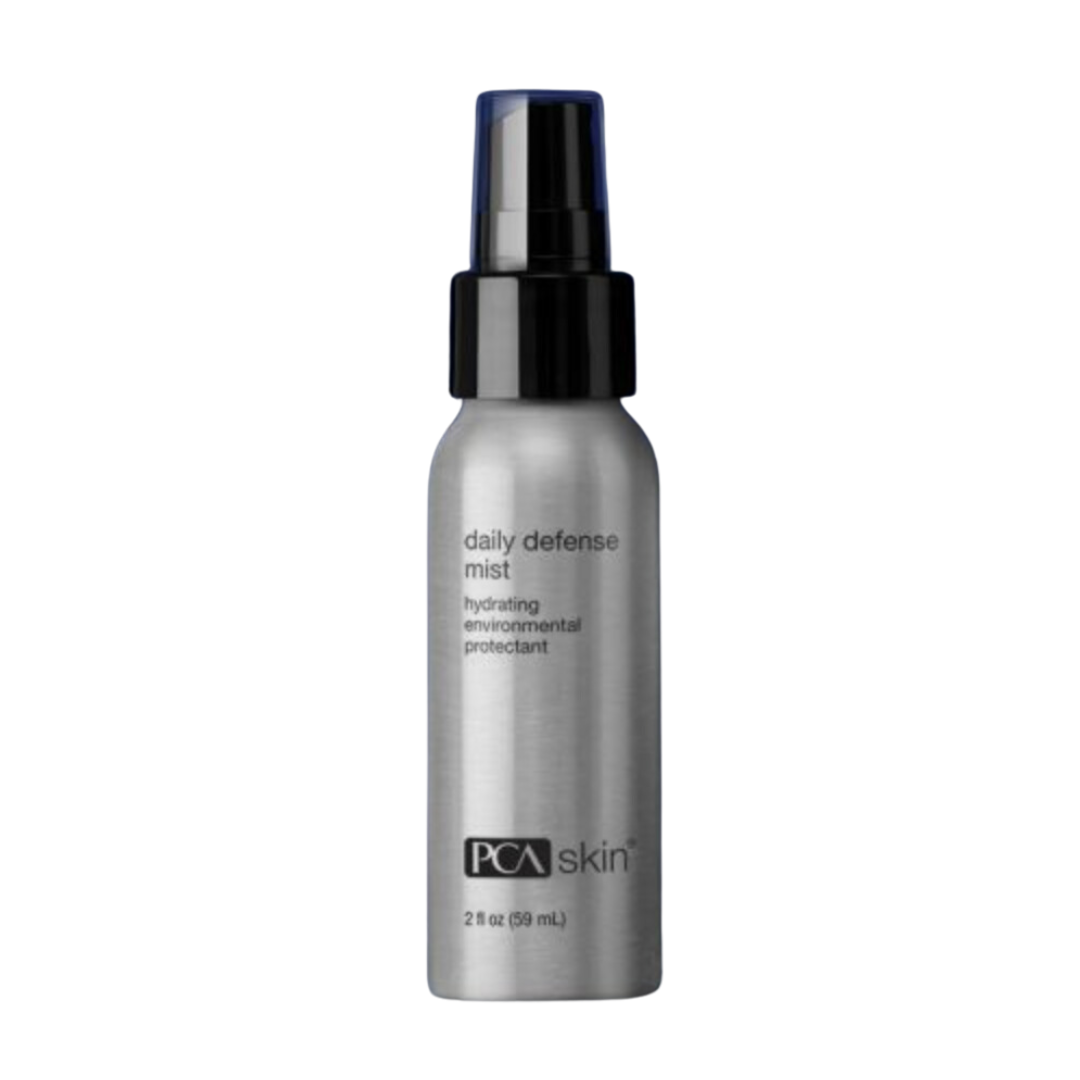 daily defense
mist
hydrating
environmental
protectant
PCA skin®
2 fl oz (59 mL)